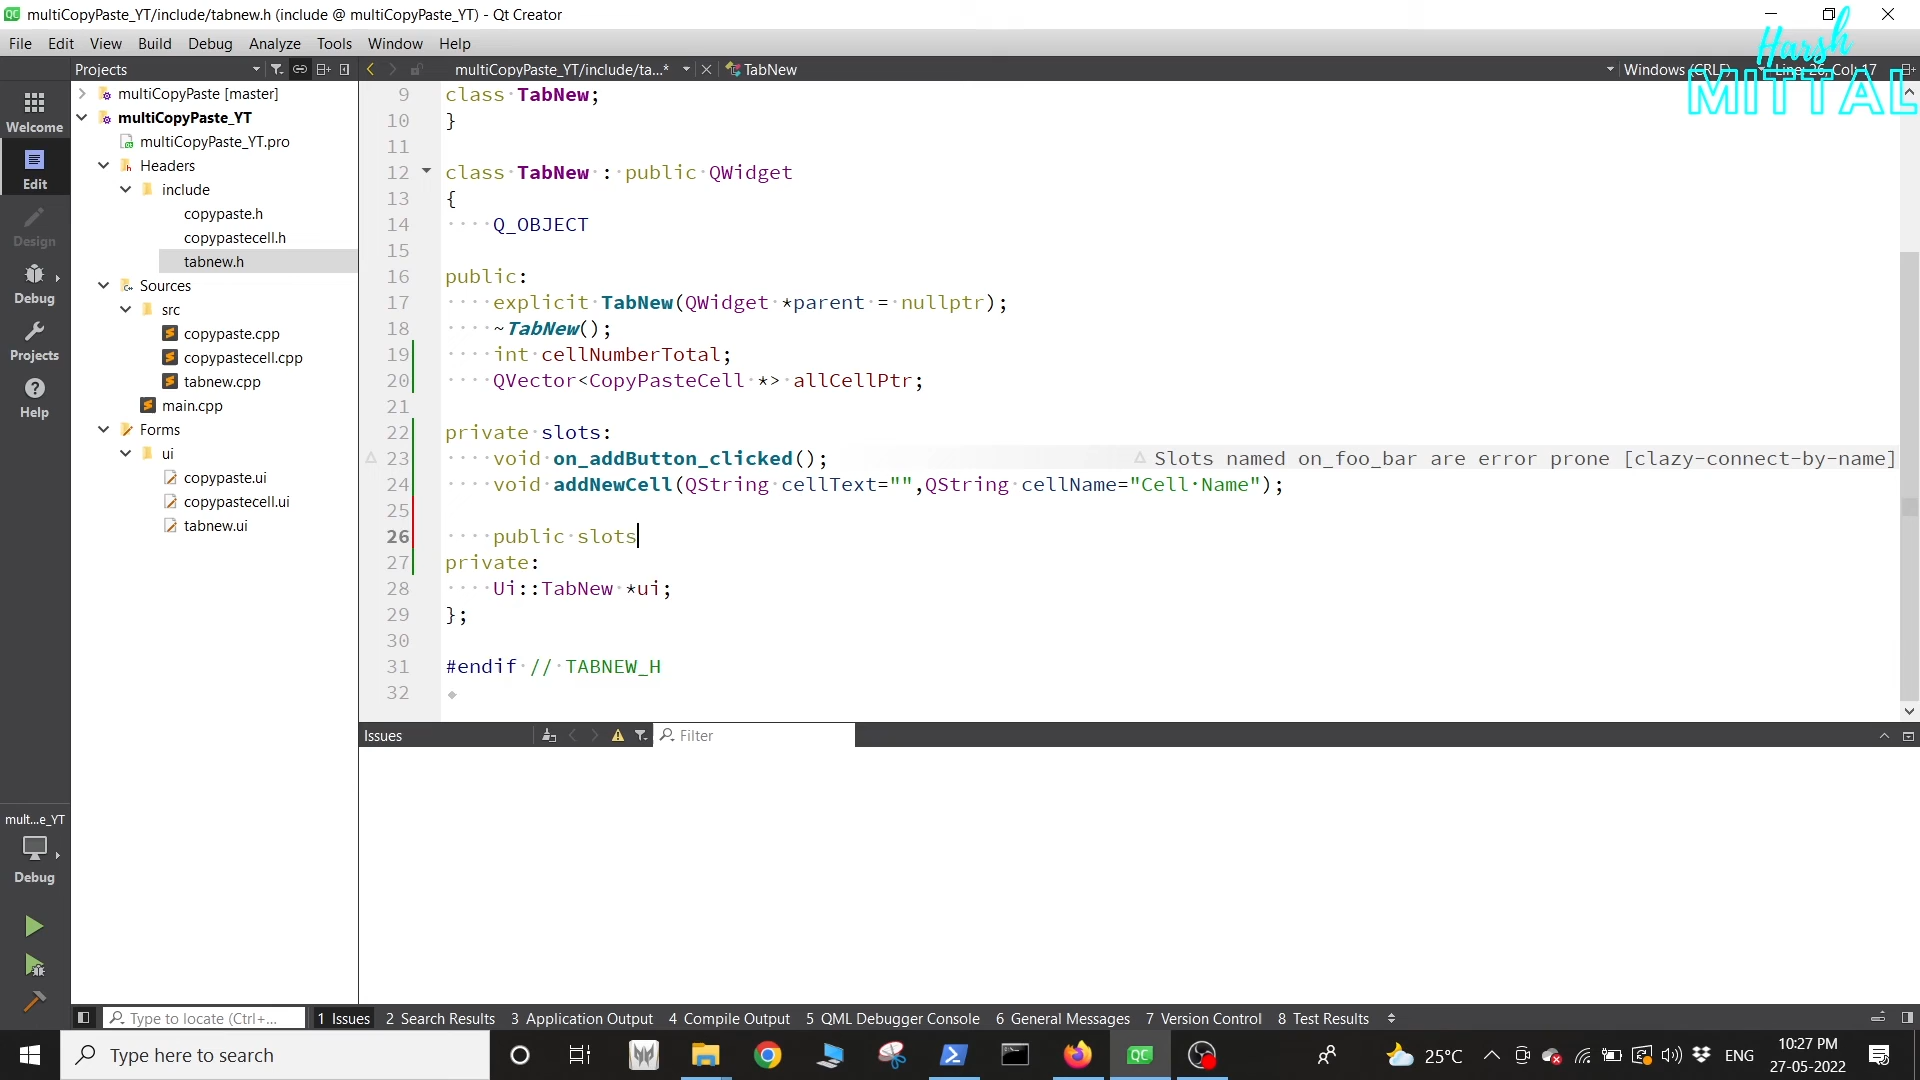 multiCopyPaste_YT/include/tabnew.h (include @ multiCopyPaste_YT) - Qt Creator
Harsh
MITTAL
File Edit View Build Debug Analyze Tools Window Help
Projects
multiCopyPaste_YT/include/ta...*
TabNew
Windows (CRLF)
Line: 26, Col: 17
Welcome
Edit
Design
Debug
Projects
Help
mult...e_YT
Debug
multiCopyPaste [master]
multiCopyPaste_YT
multiCopyPaste_YT.pro
Headers
include
copypaste.h
copypastecell.h
tabnew.h
Sources
src
copypaste.cpp
copypastecell.cpp
tabnew.cpp
main.cpp
Forms
ui
copypaste.ui
copypastecell.ui
tabnew.ui
9 class TabNew;
10 }
11
12 class TabNew : public QWidget
13 {
14 Q_OBJECT
15
16 public:
17 explicit TabNew(QWidget *parent = nullptr);
18 ~TabNew();
19 int cellNumberTotal;
20 QVector<CopyPasteCell *> allCellPtr;
21
22 private slots:
23 void on_addButton_clicked(); Slots named on_foo_bar are error prone [clazy-connect-by-name]
24 void addNewCell(QString cellText="",QString cellName="Cell Name");
25
26 public slots
27 private:
28 Ui::TabNew *ui;
29 };
30
31 #endif // TABNEW_H
32
Issues
Filter
Type to locate (Ctrl+...
1 Issues 2 Search Results 3 Application Output 4 Compile Output 5 QML Debugger Console 6 General Messages 7 Version Control 8 Test Results
Type here to search
25°C
ENG
10:27 PM
27-05-2022